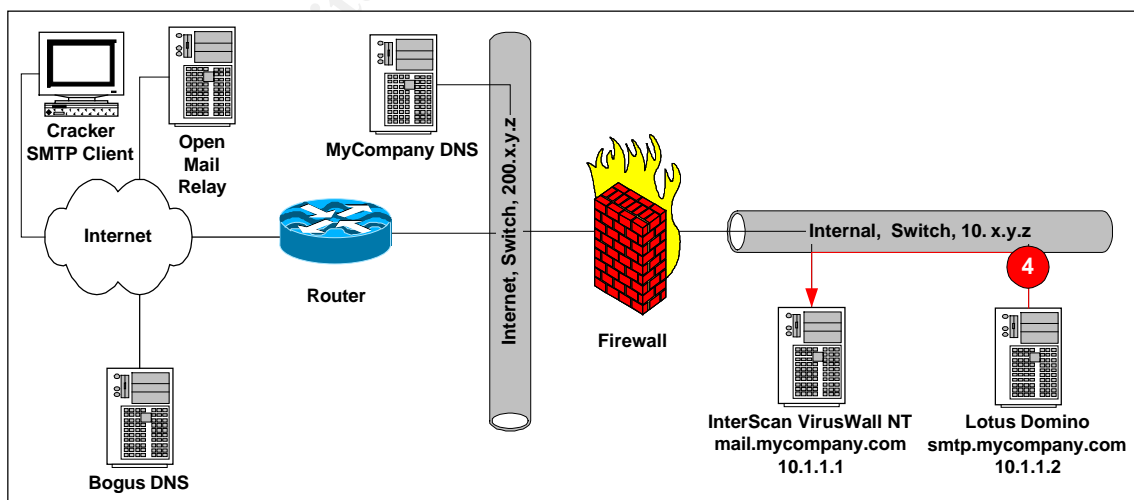 Cracker
SMTP Client
Open
Mail
Relay
MyCompany DNS
Internet, Switch, 200.x.y.z
Internet
Router
Firewall
Internal, Switch, 10. x.y.z
4
InterScan VirusWall NT
mail.mycompany.com
10.1.1.1
Lotus Domino
smtp.mycompany.com
10.1.1.2
Bogus DNS